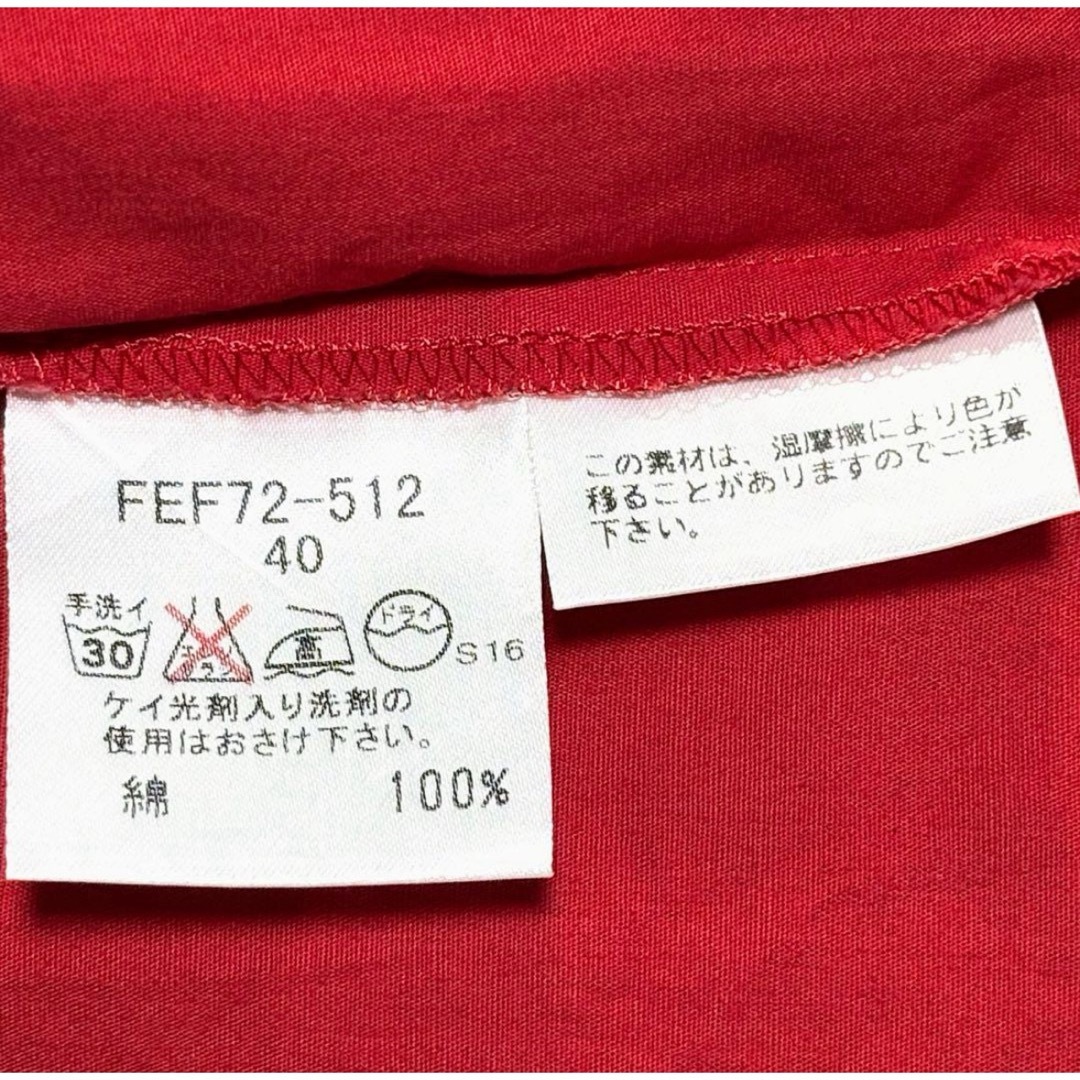 FEF72-512
40
手洗イ
30
エンソ
サラシ
高
ドライ
S16
ケイ光剤入り洗剤の
使用はおさけ下さい。
綿 100%
この素材は、湿摩擦により色が
移ることがありますのでご注意
下さい。